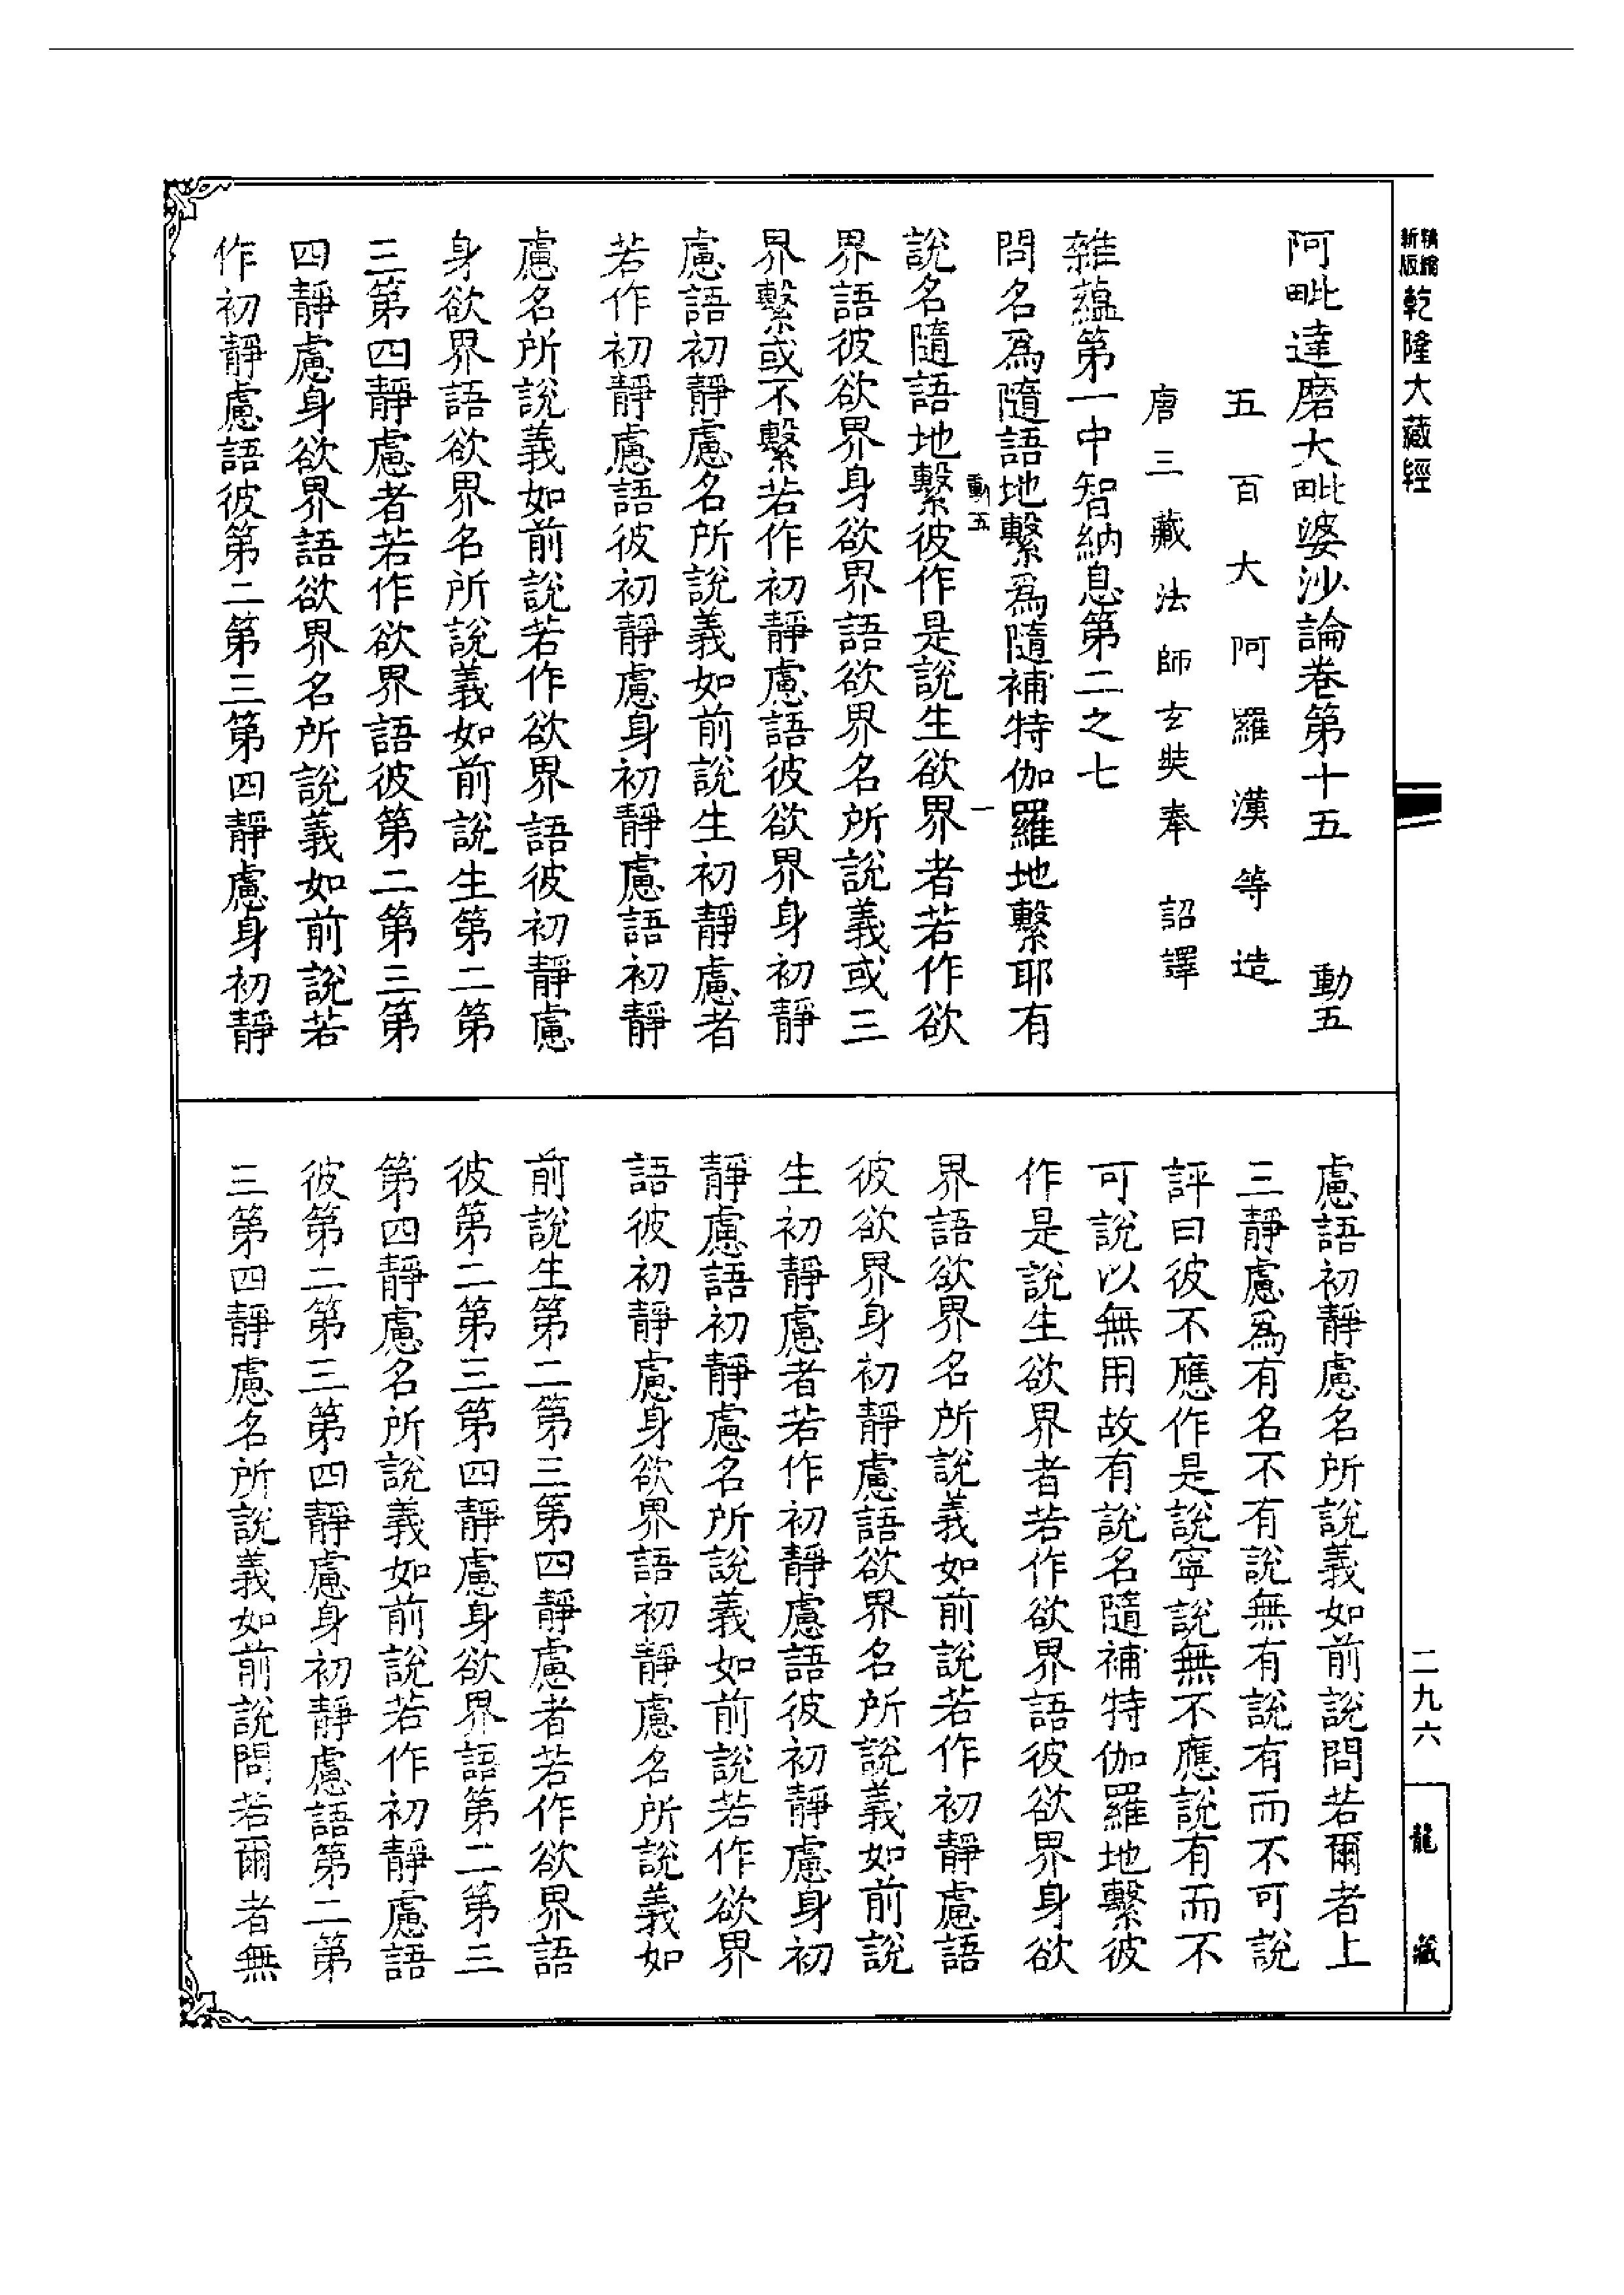 精縮新版乾隆大藏經
阿毗達磨大毗婆沙論卷第十五 動五
五百大阿羅漢等造
唐三藏法師玄奘奉 詔譯
雜蘊第一中智納息第二之七
問名為隨語地繫為隨補特伽羅地繫耶有
動五 一
說名隨語地繫彼作是說生欲界者若作欲
界語彼欲界身欲界語欲界名所說義或三
界繫或不繫若作初靜慮語彼欲界身初靜
慮語初靜慮名所說義如前說生初靜慮者
若作初靜慮語彼初靜慮身初靜慮語初靜
慮名所說義如前說若作欲界語彼初靜慮
身欲界語欲界名所說義如前說生第二第
三第四靜慮者若作欲界語彼第二第三第
四靜慮身欲界語欲界名所說義如前說若
作初靜慮語彼第二第三第四靜慮身初靜
慮語初靜慮名所說義如前說問若爾者上
三靜慮為有名不有說無有說有而不可說
評曰彼不應作是說寧說無不應說有而不
可說以無用故有說名隨補特伽羅地繫彼
作是說生欲界者若作欲界語彼欲界身欲
界語欲界名所說義如前說若作初靜慮語
彼欲界身初靜慮語欲界名所說義如前說
生初靜慮者若作初靜慮語彼初靜慮身初
靜慮語初靜慮名所說義如前說若作欲界
語彼初靜慮身欲界語初靜慮名所說義如
前說生第二第三第四靜慮者若作欲界語
彼第二第三第四靜慮身欲界語第二第三
第四靜慮名所說義如前說若作初靜慮語
彼第二第三第四靜慮身初靜慮語第二第
三第四靜慮名所說義如前說問若爾者無
二九六
龍藏